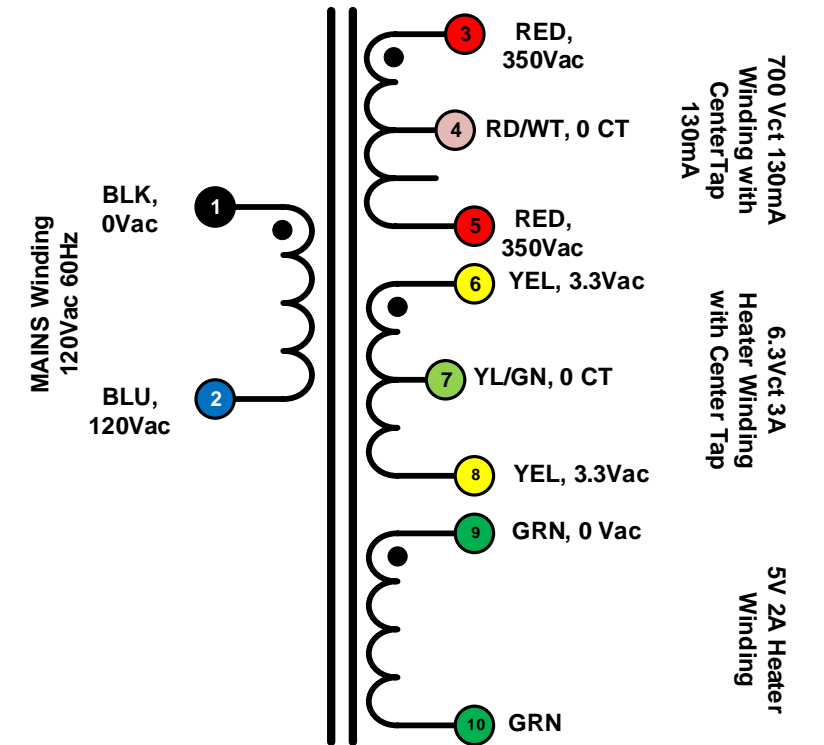 MAINS Winding
120Vac 60Hz
BLK,
0Vac
1
BLU,
120Vac
2
3
RED,
350Vac
4
RD/WT, 0 CT
5
RED,
350Vac
700 Vct 130mA
Winding with
CenterTap
130mA
6
YEL, 3.3Vac
7
YL/GN, 0 CT
8
YEL, 3.3Vac
6.3Vct 3A
Heater Winding
with Center Tap
9
GRN, 0 Vac
10
GRN
5V 2A Heater
Winding